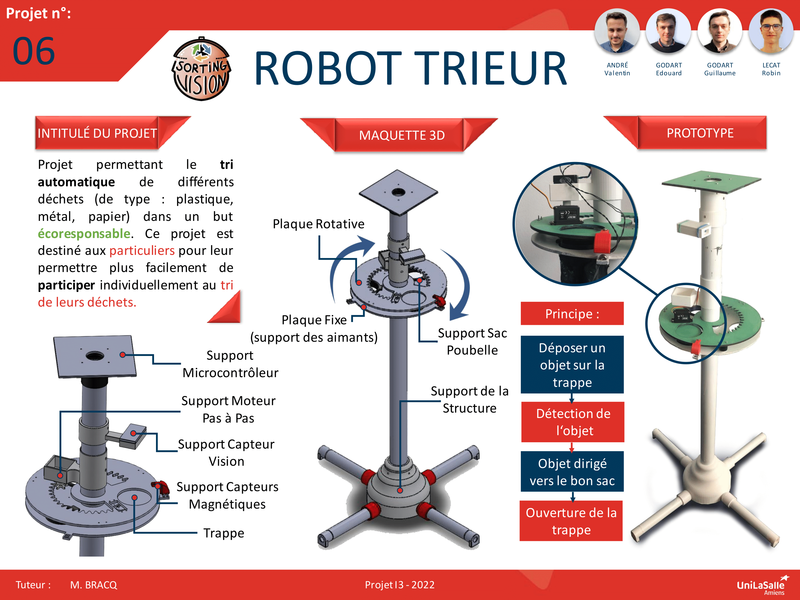 Projet n°:
06
SORTING
VISION
ROBOT TRIEUR
ANDRÉ
Valentin
GODART
Edouard
GODART
Guillaume
LECAT
Robin
INTITULÉ DU PROJET
Projet permettant le tri
automatique de différents
déchets (de type : plastique,
métal, papier) dans un but
écoresponsable. Ce projet est
destiné aux particuliers pour leur
permettre plus facilement de
participer individuellement au tri
de leurs déchets.
Support
Microcontrôleur
Support Moteur
Pas à Pas
Support Capteur
Vision
Support Capteurs
Magnétiques
Trappe
MAQUETTE 3D
Plaque Rotative
Plaque Fixe
(support des aimants)
Support Sac
Poubelle
Support de la
Structure
PROTOTYPE
Principe :
Déposer un
objet sur la
trappe
Détection de
l'objet
Objet dirigé
vers le bon sac
Ouverture de la
trappe
Tuteur : M. BRACQ
Projet I3 - 2022
UniLaSalle
Amiens